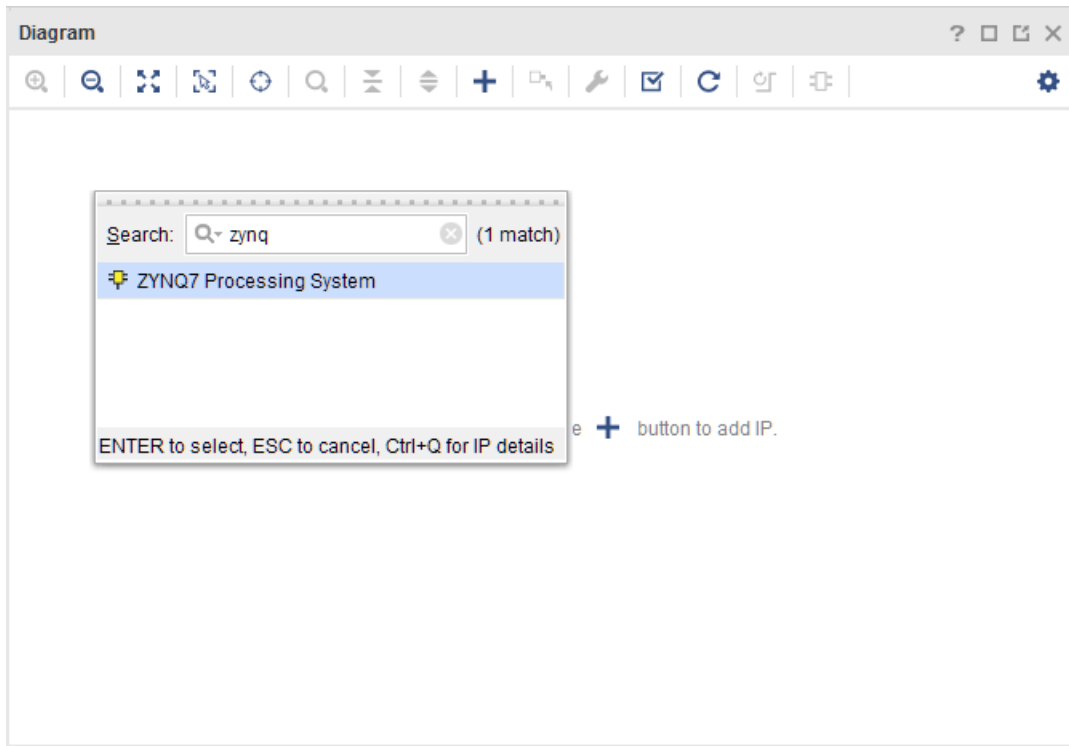 Diagram
Search: zynq (1 match)
ZYNQ7 Processing System
e + button to add IP.
ENTER to select, ESC to cancel, Ctrl+Q for IP details